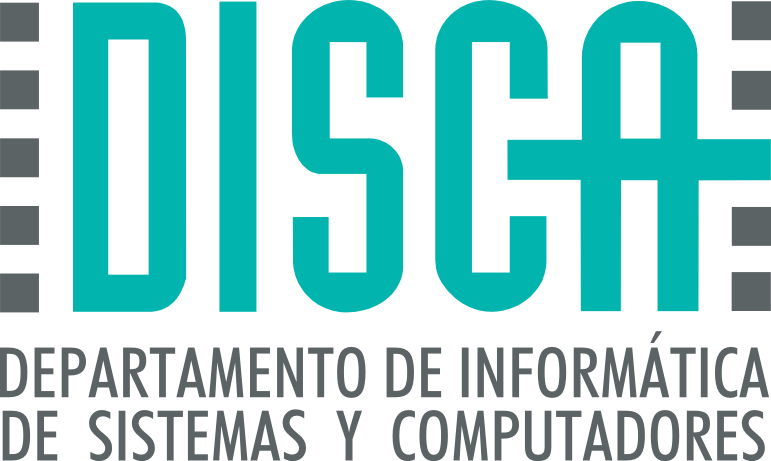 DISCA
DEPARTAMENTO DE INFORMÁTICA
DE SISTEMAS Y COMPUTADORES